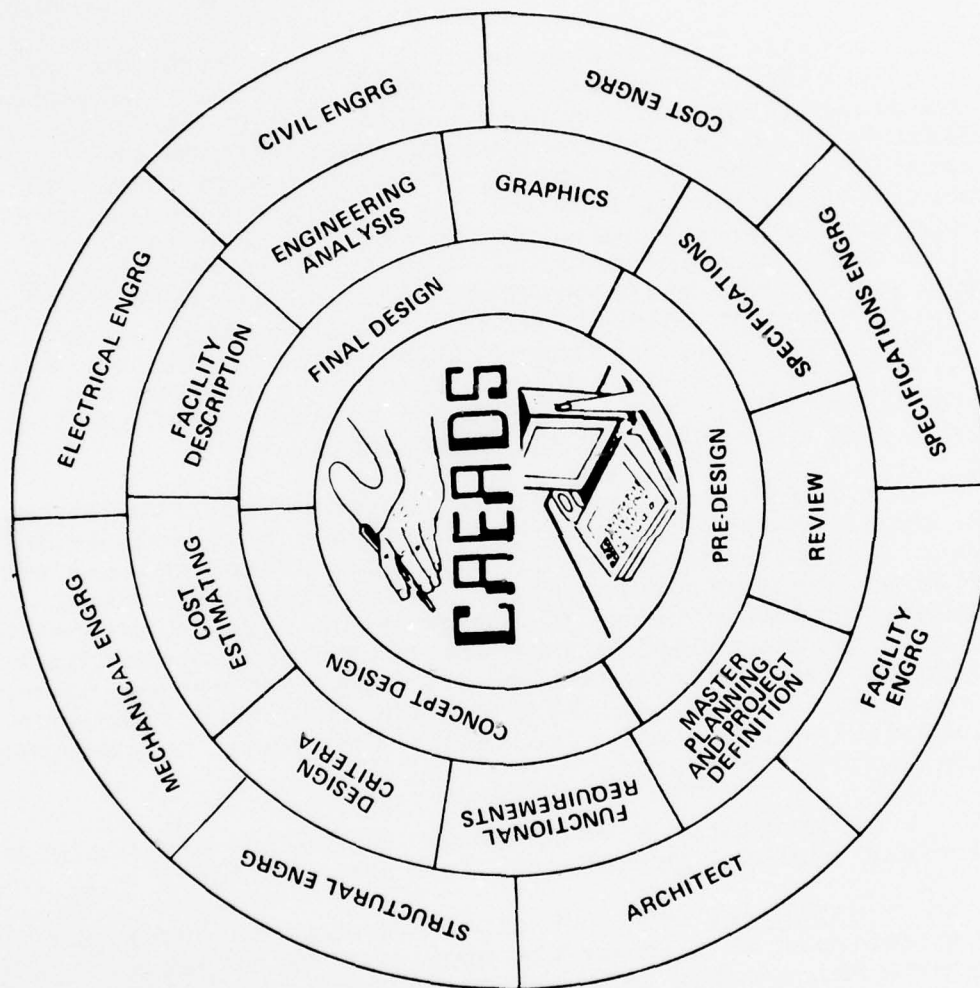 CIVIL ENGRG
COST ENGRG
SPECIFICATIONS ENGRG
FACILITY
ENGRG
ARCHITECT
STRUCTURAL ENGRG
MECHANICAL ENGRG
ELECTRICAL ENGRG
ENGINEERING
ANALYSIS
GRAPHICS
SPECIFICATIONS
REVIEW
MASTER
PLANNING
AND PROJECT
DEFINITION
FUNCTIONAL
REQUIREMENTS
DESIGN
CRITERIA
COST
ESTIMATING
FACILITY
DESCRIPTION
FINAL DESIGN
PRE-DESIGN
CONCEPT DESIGN
CAEADS